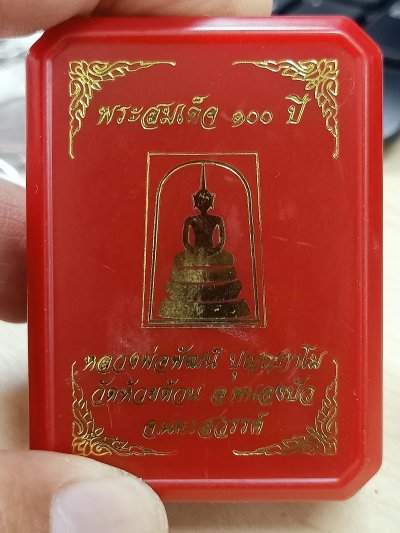 พระสมเด็จ ๑๐๐ ปี
หลวงพ่อพัฒน์ ปุญฺญกาโม
วัดห้วยด้วน อ.หนองบัว
จ.นครสวรรค์